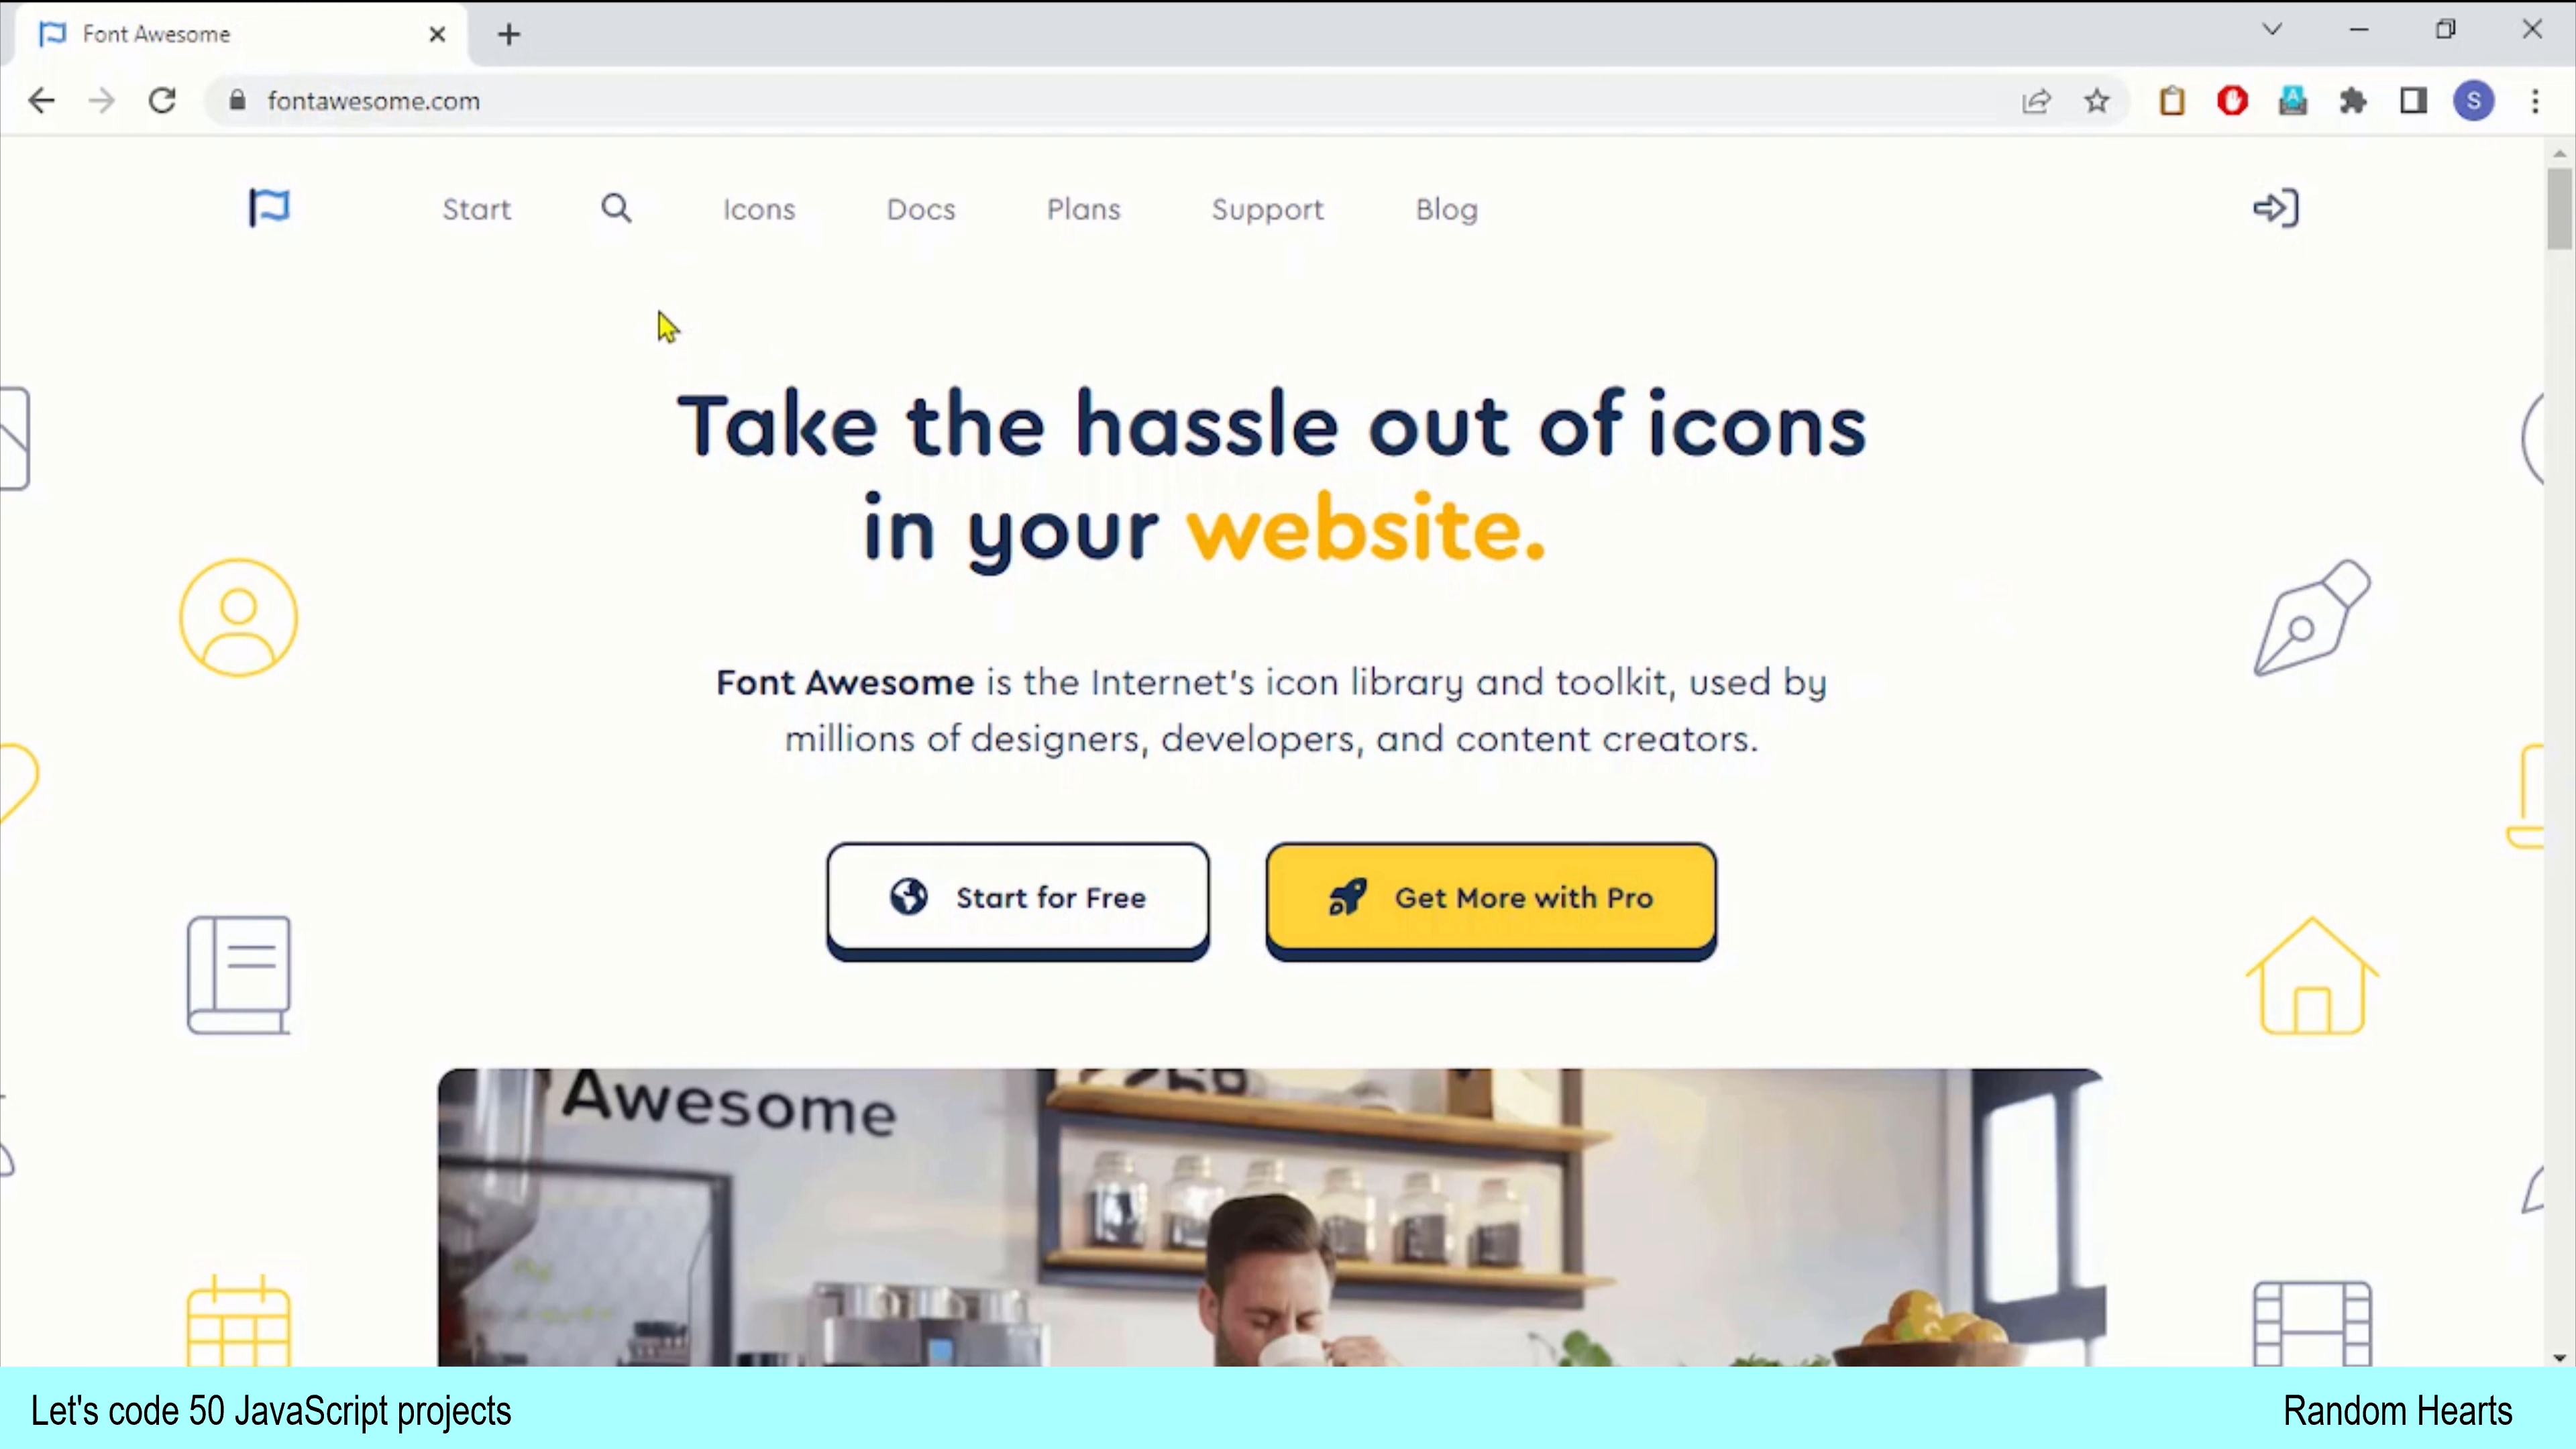 Font Awesome
fontawesome.com
S
Start
Icons
Docs
Plans
Support
Blog
Take the hassle out of icons
in your website.
Font Awesome is the Internet's icon library and toolkit, used by
millions of designers, developers, and content creators.
Start for Free
Get More with Pro
Awesome
Let's code 50 JavaScript projects
Random Hearts